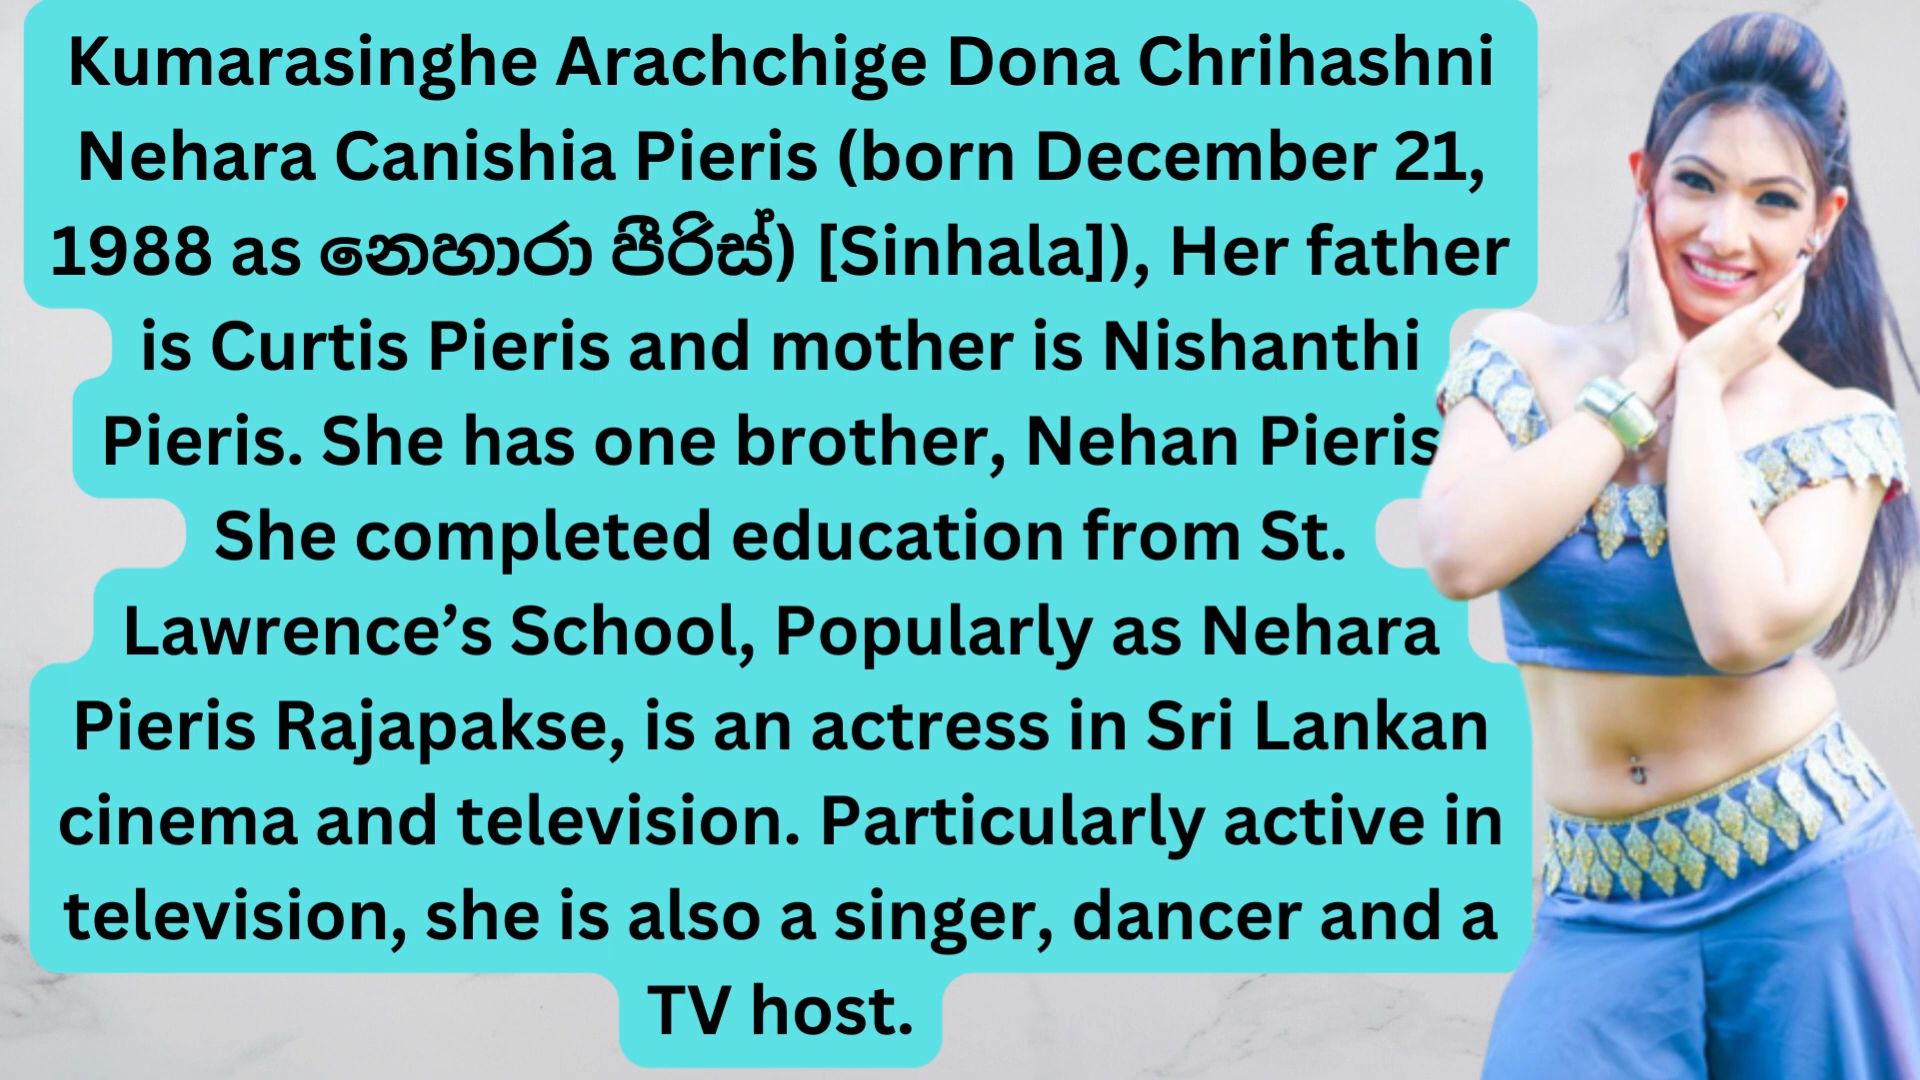 Kumarasinghe Arachchige Dona Chrihashni
Nehara Canishia Pieris (born December 21,
1988 as නෙහාරා පීරිස්) [Sinhala]), Her father
is Curtis Pieris and mother is Nishanthi
Pieris. She has one brother, Nehan Pieris
She completed education from St.
Lawrence’s School, Popularly as Nehara
Pieris Rajapakse, is an actress in Sri Lankan
cinema and television. Particularly active in
television, she is also a singer, dancer and a
TV host.